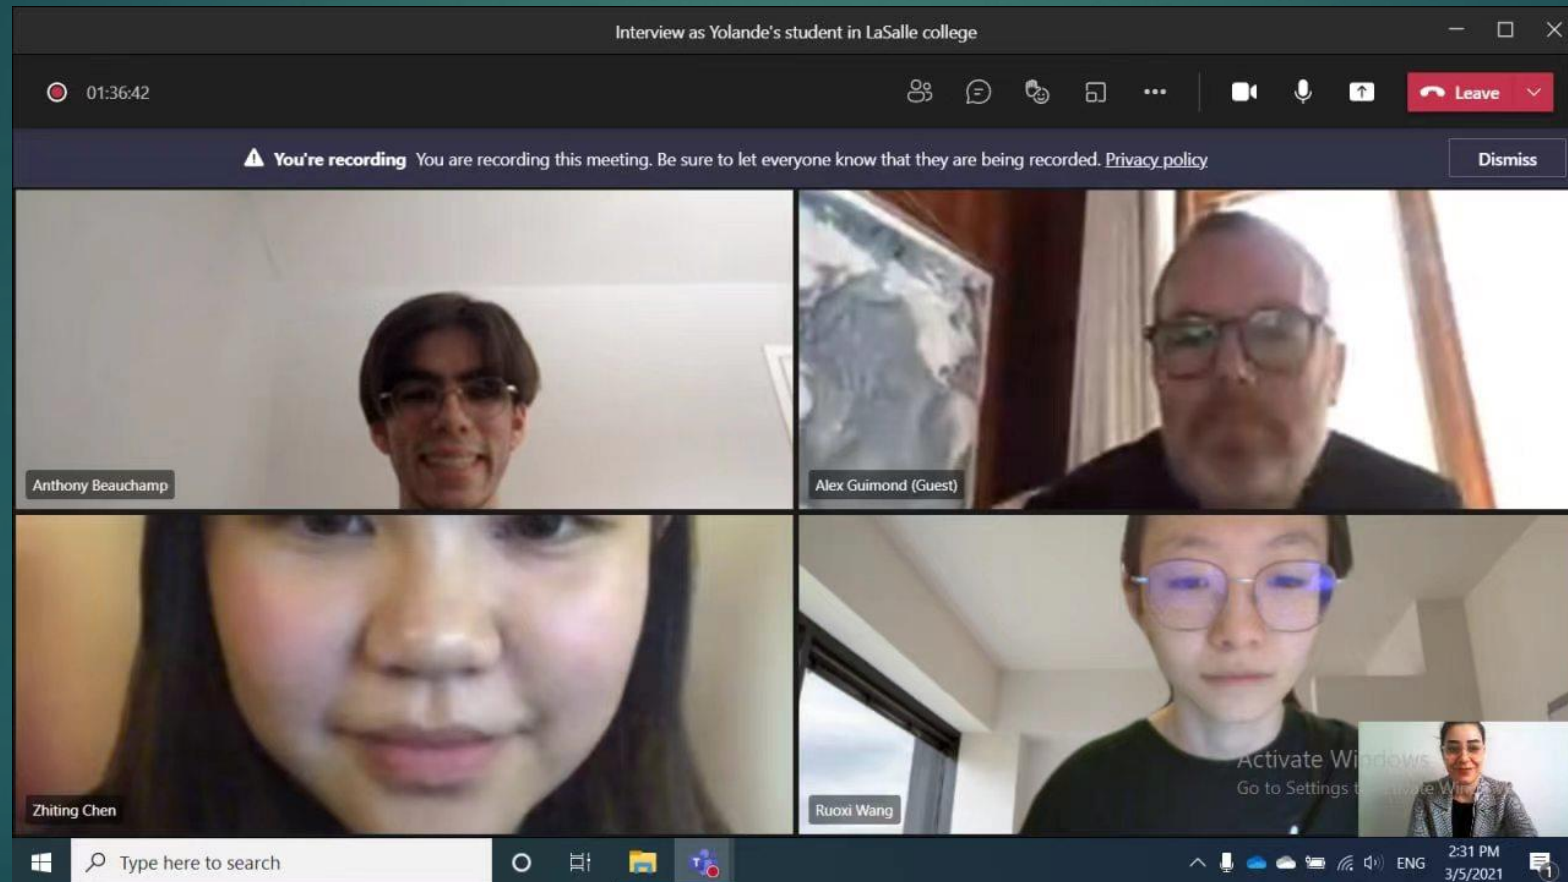 Interview as Yolande's student in LaSalle college
01:36:42
Leave
You're recording You are recording this meeting. Be sure to let everyone know that they are being recorded. Privacy policy
Dismiss
Anthony Beauchamp
Alex Guimond (Guest)
Zhiting Chen
Ruoxi Wang
Activate Windows
Go to Settings
Type here to search
ENG
2:31 PM
3/5/2021
1